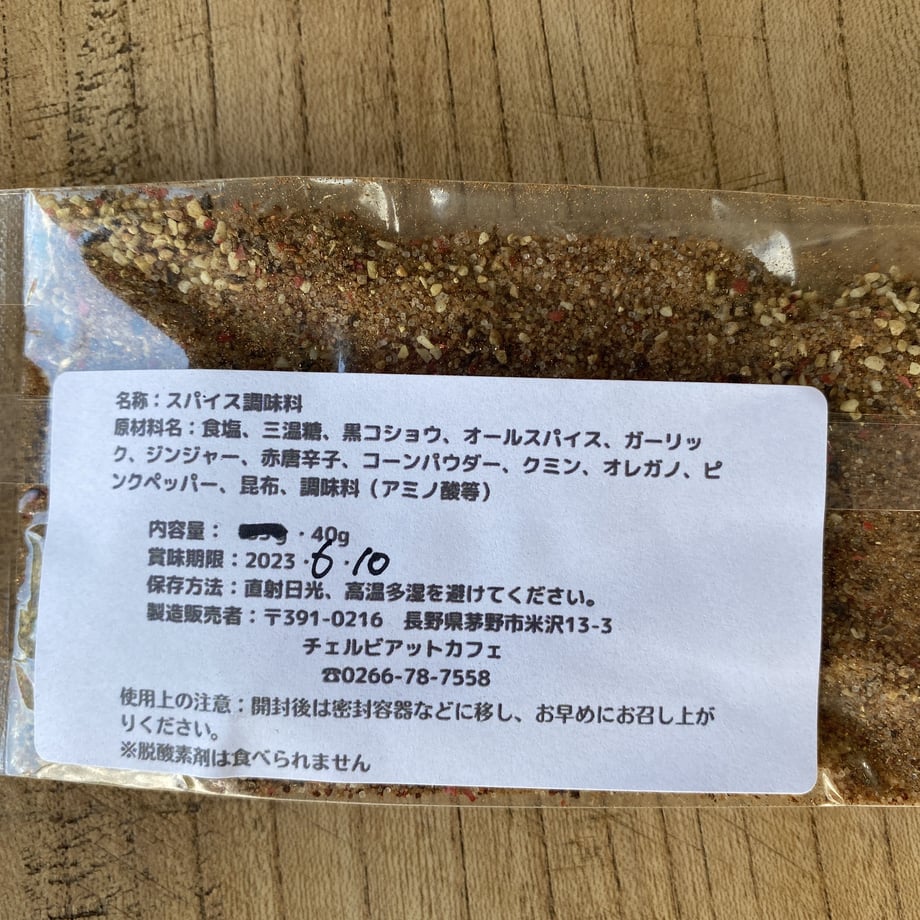 名称：スパイス調味料
原材料名：食塩、三温糖、黒コショウ、オールスパイス、ガーリッ
ク、ジンジャー、赤唐辛子、コーンパウダー、クミン、オレガノ、ピ
ンクペッパー、昆布、調味料（アミノ酸等）
内容量： ・40g
賞味期限：2023・6・10
保存方法：直射日光、高温多湿を避けてください。
製造販売者：〒391-0216　長野県茅野市米沢13-3
チェルビアットカフェ
☎0266-78-7558
使用上の注意：開封後は密封容器などに移し、お早めにお召し上が
りください。
※脱酸素剤は食べられません